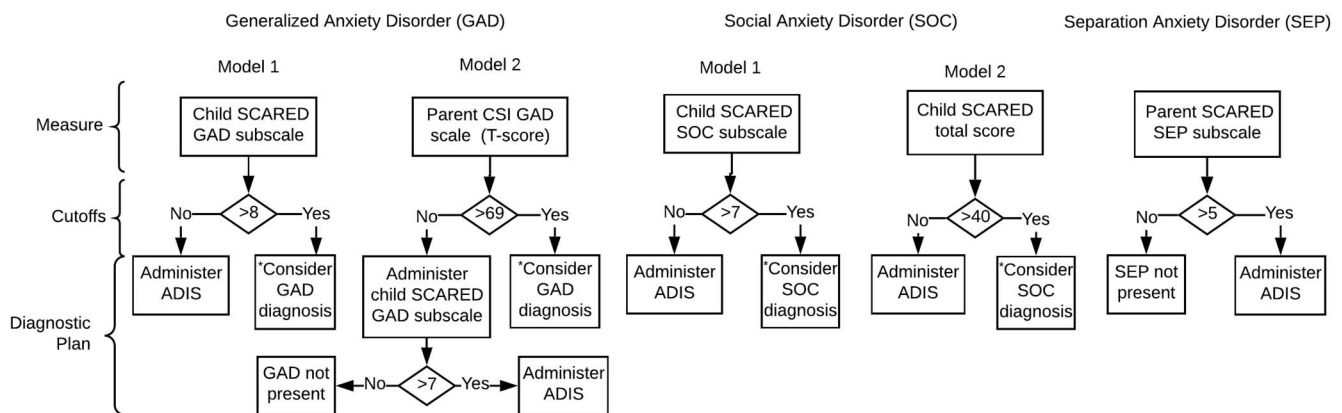 Generalized Anxiety Disorder (GAD)
Social Anxiety Disorder (SOC)
Separation Anxiety Disorder (SEP)
Model 1
Model 2
Model 1
Model 2
Measure
Child SCARED
GAD subscale
Parent CSI GAD
scale (T-score)
Child SCARED
SOC subscale
Child SCARED
total score
Parent SCARED
SEP subscale
Cutoffs
No
>8
Yes
No
>69
Yes
No
>7
Yes
No
>40
Yes
No
>5
Yes
Diagnostic
Plan
Administer
ADIS
*Consider
GAD
diagnosis
Administer
child SCARED
GAD subscale
*Consider
GAD
diagnosis
Administer
ADIS
*Consider
SOC
diagnosis
Administer
ADIS
*Consider
SOC
diagnosis
SEP not
present
Administer
ADIS
GAD not
present
No
>7
Yes
Administer
ADIS